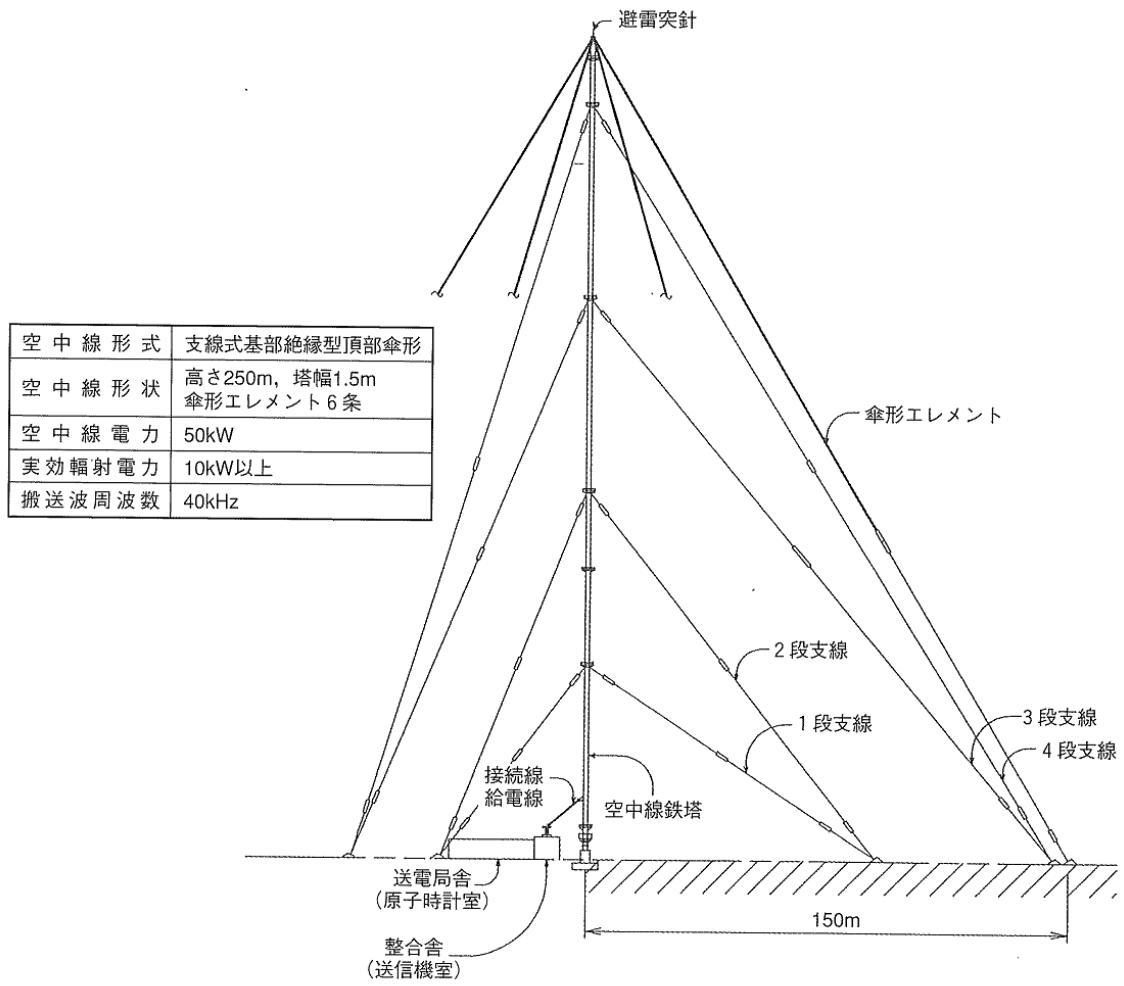 避雷突針
空中線形式 支線式基部絶縁型頂部傘形
空中線形状 高さ250m，塔幅1.5m
傘形エレメント6条
空中線電力 50kW
実効輻射電力 10kW以上
搬送波周波数 40kHz
傘形エレメント
2段支線
1段支線
3段支線
4段支線
接続線
給電線
空中線鉄塔
送電局舎
（原子時計室）
整合舎
（送信機室）
150m